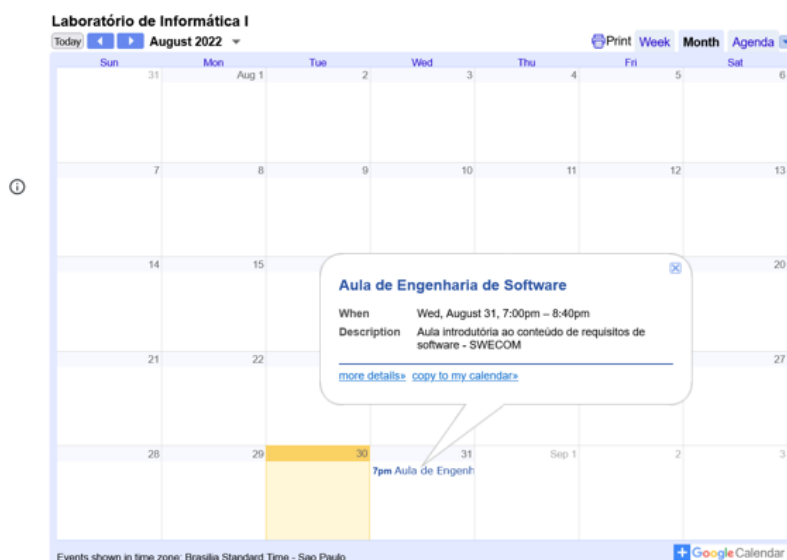 Laboratório de Informática I
Today August 2022 Print Week Month Agenda
Sun Mon Tue Wed Thu Fri Sat
31 Aug 1 2 3 4 5 6
7 8 9 10 11 12 13
14 15 20
Aula de Engenharia de Software
When Wed, August 31, 7:00pm – 8:40pm
Description Aula introdutória ao conteúdo de requisitos de
software - SWECOM
more details» copy to my calendar»
21 22 27
28 29 30 31 Sep 1 2 3
7pm Aula de Engenh
Events shown in time zone: Brasilia Standard Time - Sao Paulo
Google Calendar